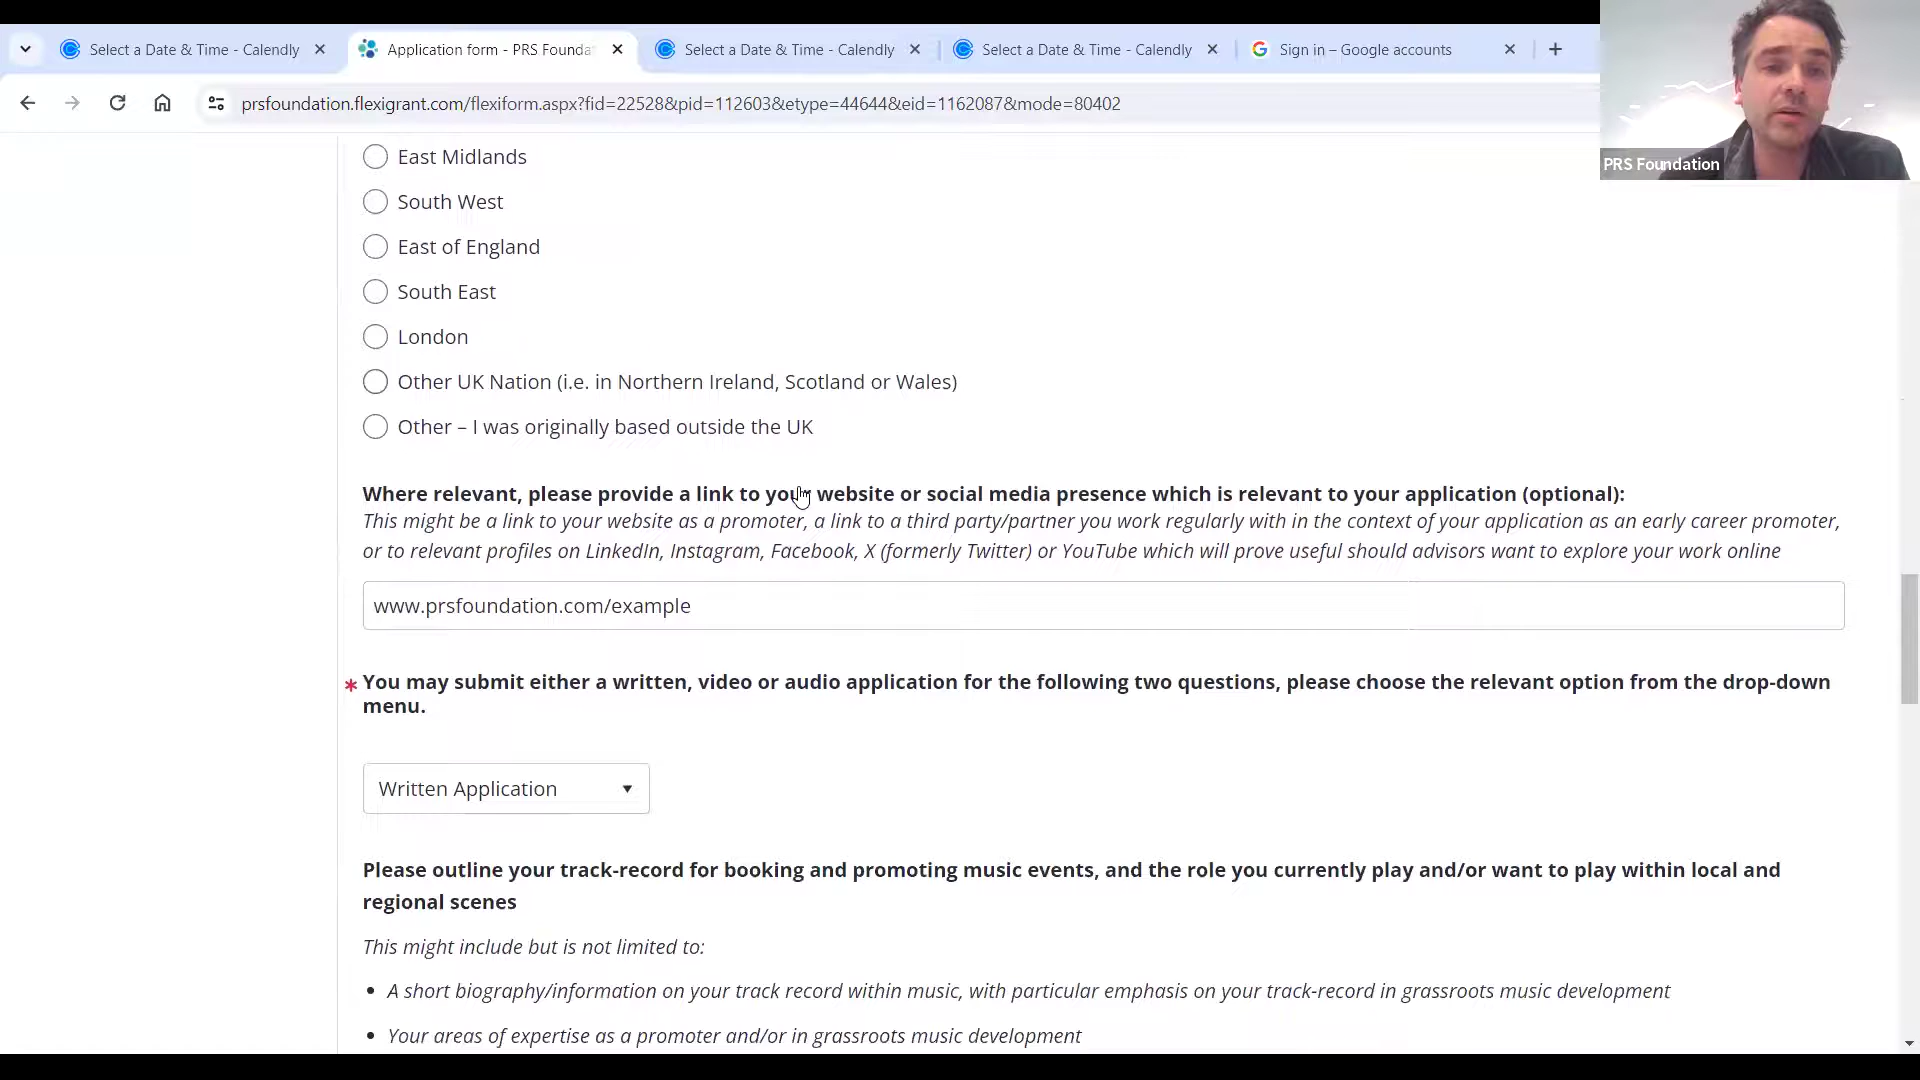 Select a Date & Time - Calendly
Application form - PRS Founda
Select a Date & Time - Calendly
Select a Date & Time - Calendly
Sign in – Google accounts
prsfoundation.flexigrant.com/flexiform.aspx?fid=22528&pid=112603&etype=44644&eid=1162087&mode=80402
PRS Foundation
East Midlands
South West
East of England
South East
London
Other UK Nation (i.e. in Northern Ireland, Scotland or Wales)
Other – I was originally based outside the UK
Where relevant, please provide a link to your website or social media presence which is relevant to your application (optional):
This might be a link to your website as a promoter, a link to a third party/partner you work regularly with in the context of your application as an early career promoter,
or to relevant profiles on LinkedIn, Instagram, Facebook, X (formerly Twitter) or YouTube which will prove useful should advisors want to explore your work online
www.prsfoundation.com/example
* You may submit either a written, video or audio application for the following two questions, please choose the relevant option from the drop-down
menu.
Written Application
Please outline your track-record for booking and promoting music events, and the role you currently play and/or want to play within local and
regional scenes
This might include but is not limited to:
• A short biography/information on your track record within music, with particular emphasis on your track-record in grassroots music development
• Your areas of expertise as a promoter and/or in grassroots music development